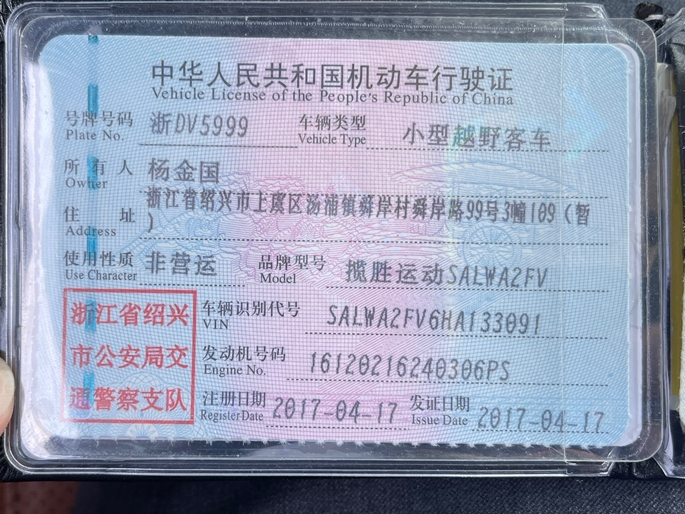 中华人民共和国机动车行驶证
Vehicle License of the People's Republic of China
号牌号码 浙DV5999 车辆类型 小型越野客车
Plate No. Vehicle Type
所有人 杨金国
Owner
浙江省绍兴市上虞区汤浦镇舜岸村舜岸路99号3幢109（暂
住址 ）
Address
使用性质 非营运 品牌型号 揽胜运动SALWA2FV
Use Character Model
浙江省绍兴 车辆识别代号 SALWA2FV6HA133091
VIN
市公安局交 发动机号码 16120216240306PS
Engine No.
通警察支队 注册日期 2017-04-17 发证日期 2017-04-17
Register Date Issue Date